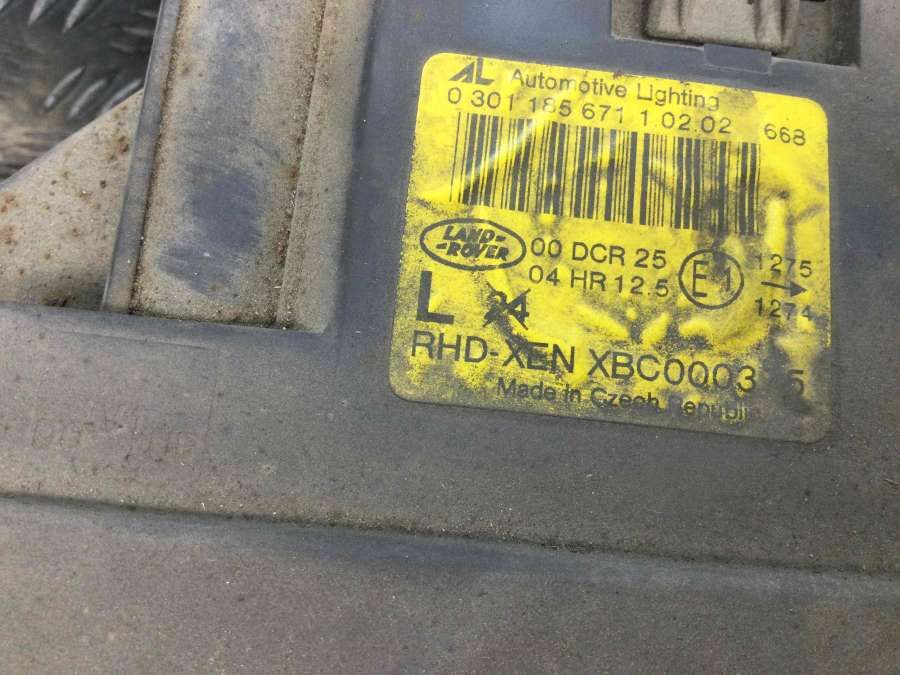 AL Automotive Lighting
0 301 185 671 1.02.02 668
LAND-
ROVER
00 DCR 25
04 HR 12.5
E1
1275
→
1274
L 24
RHD-XEN
Made in Czech Republic